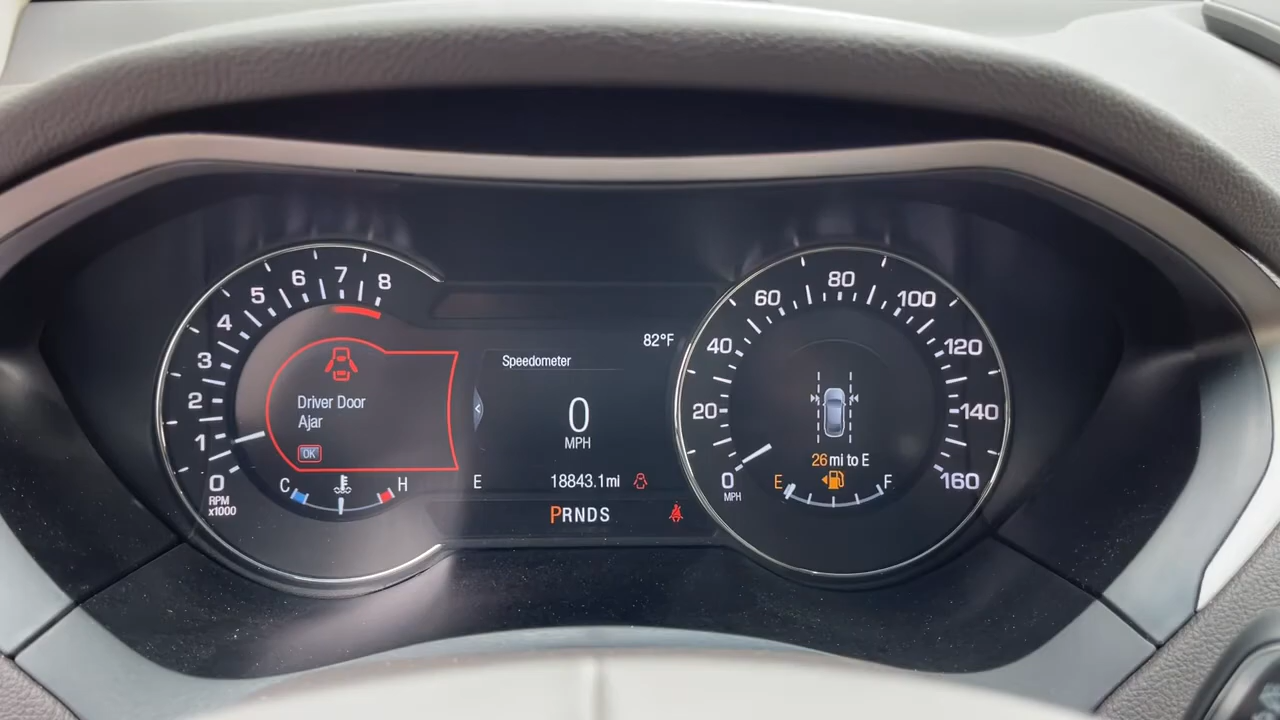 0
1
2
3
4
5
6
7
8
RPM
x1000
Driver Door
Ajar
OK
C
H
82°F
Speedometer
<
0
MPH
E
18843.1mi
PRNDS
0
20
40
60
80
100
120
140
160
MPH
26 mi to E
E
F